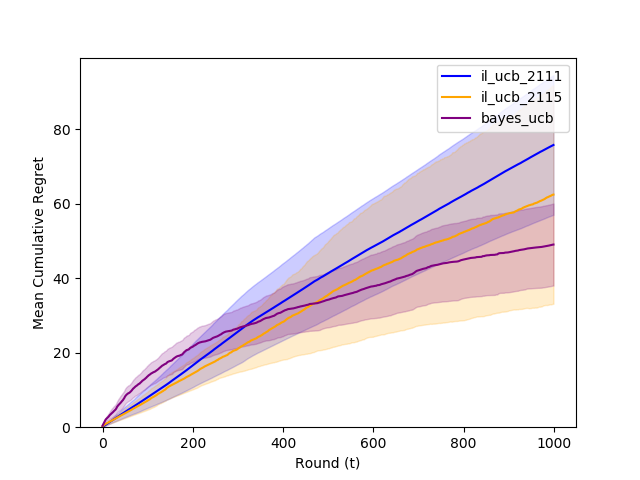 il_ucb_2111
il_ucb_2115
bayes_ucb
Mean Cumulative Regret
80
60
40
20
0
0 200 400 600 800 1000
Round (t)